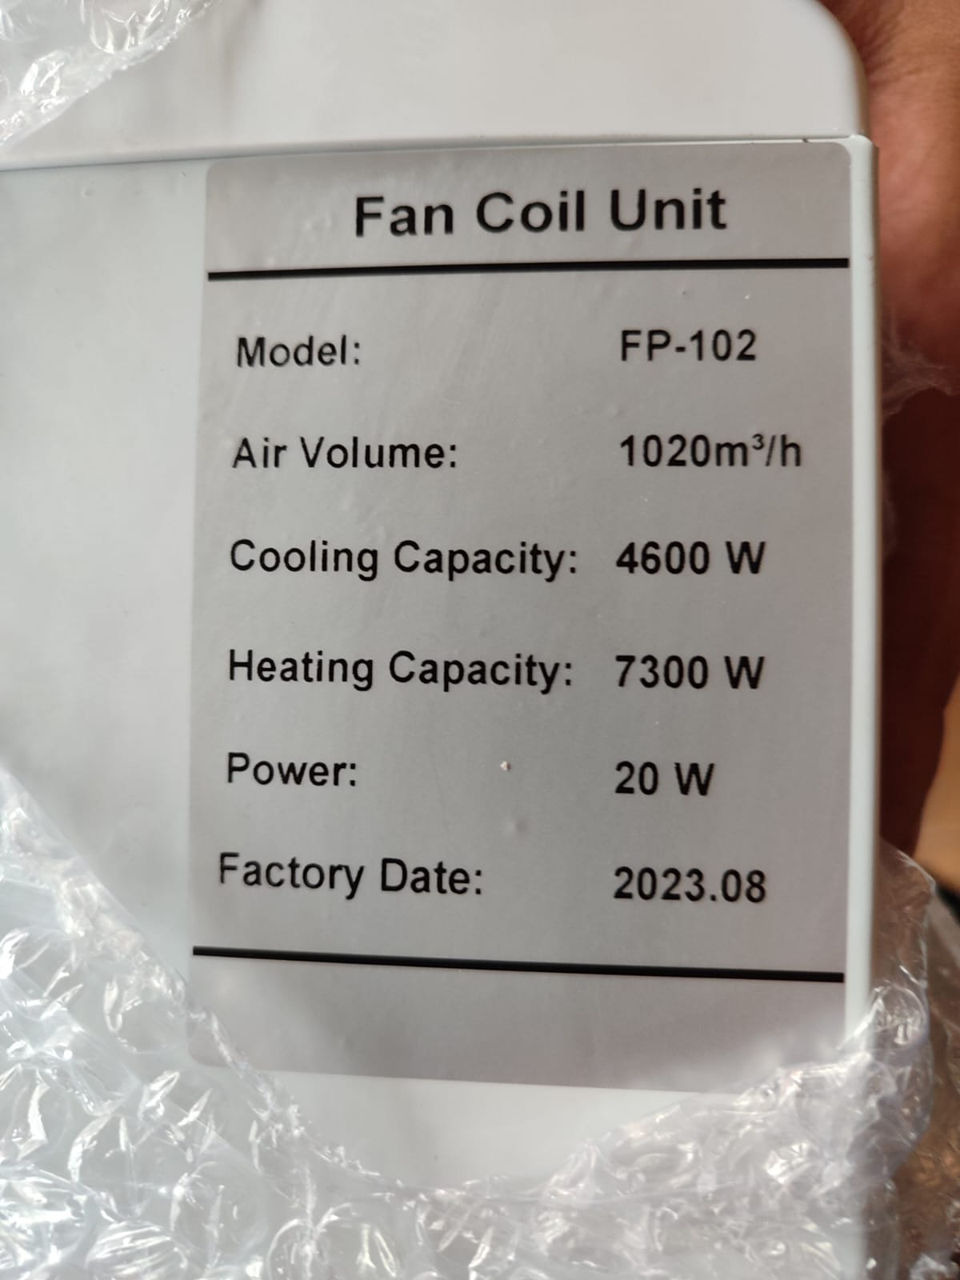 Fan Coil Unit
Model: FP-102
Air Volume: 1020m³/h
Cooling Capacity: 4600 W
Heating Capacity: 7300 W
Power: 20 W
Factory Date: 2023.08